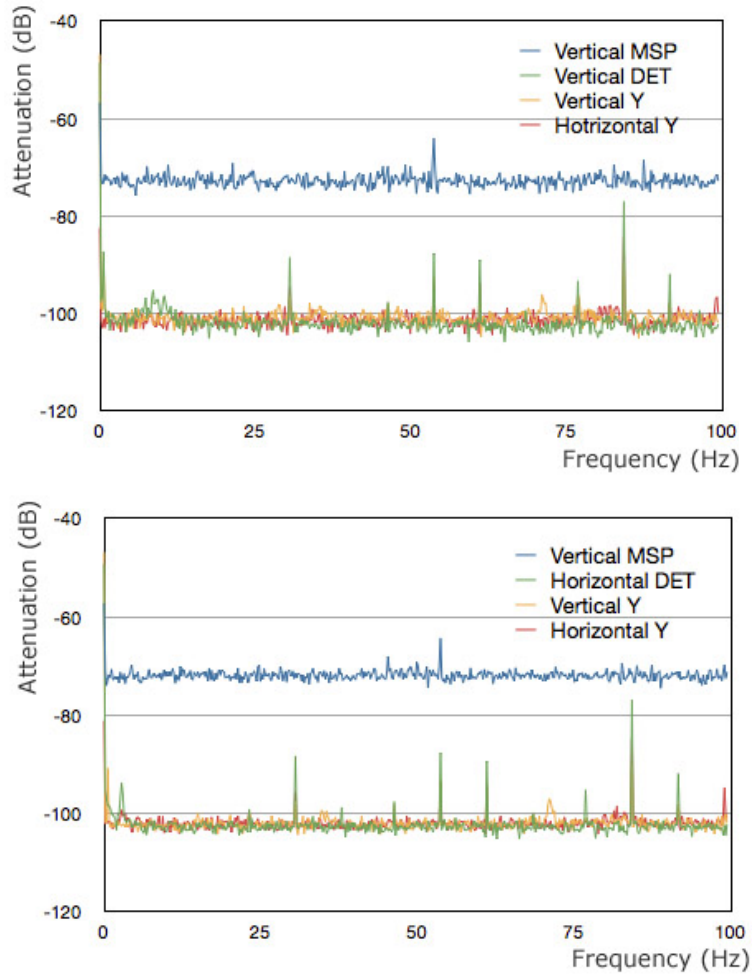 -40
Attenuation (dB)
Vertical MSP
Vertical DET
Vertical Y
Hotrizontal Y
-60
-80
-100
-120
0 25 50 75 100
Frequency (Hz)
-40
Attenuation (dB)
Vertical MSP
Horizontal DET
Vertical Y
Horizontal Y
-60
-80
-100
-120
0 25 50 75 100
Frequency (Hz)